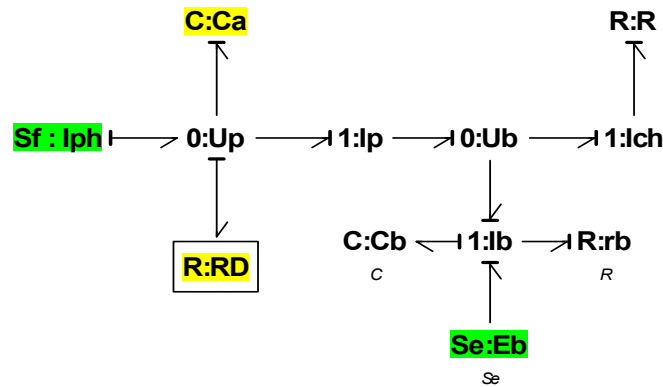 C:Ca R:R
Sf : Iph 0:Up 1:Ip 0:Ub 1:Ich
C:Cb 1:Ib R:rb
C R
R:RD
Se:Eb
Se